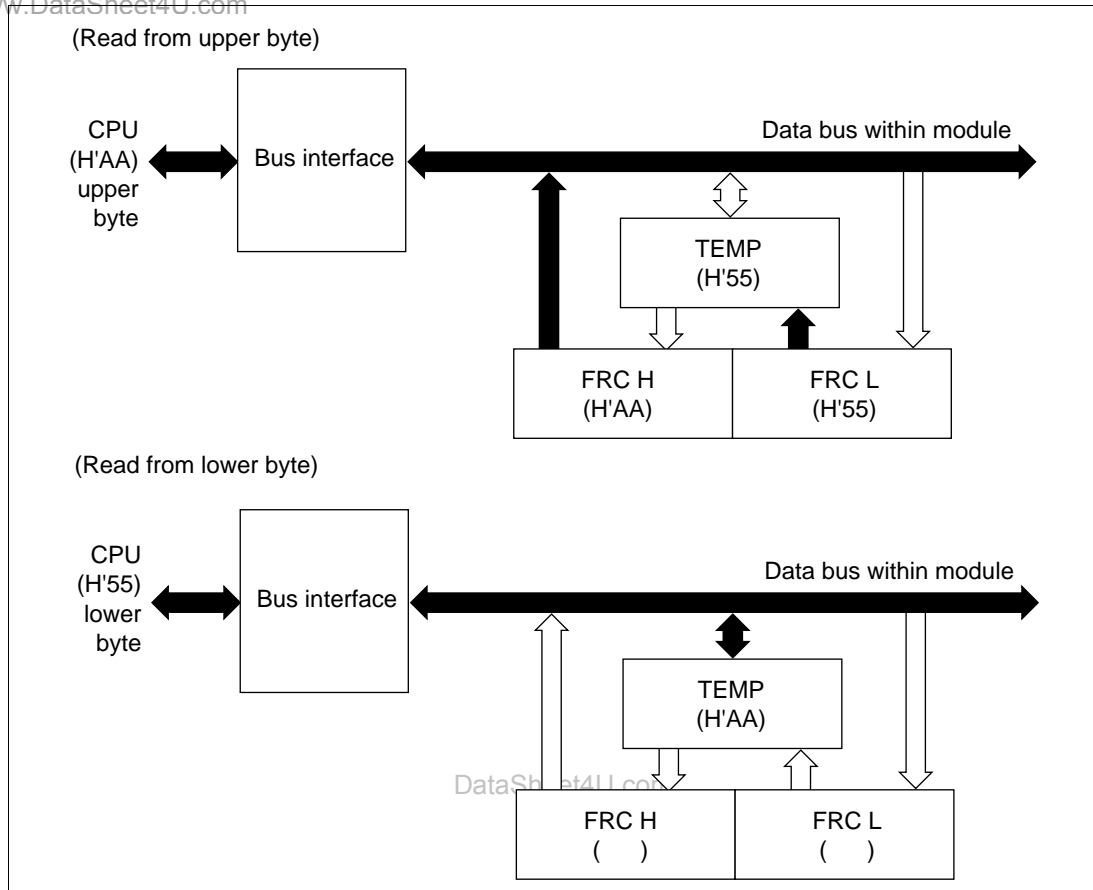 w.DataSheet4U.com
(Read from upper byte)
CPU
(H'AA)
upper
byte
Bus interface
Data bus within module
TEMP
(H'55)
FRC H
(H'AA)
FRC L
(H'55)
(Read from lower byte)
CPU
(H'55)
lower
byte
Bus interface
Data bus within module
TEMP
(H'AA)
DataSheet4U.com
FRC H
( )
FRC L
( )